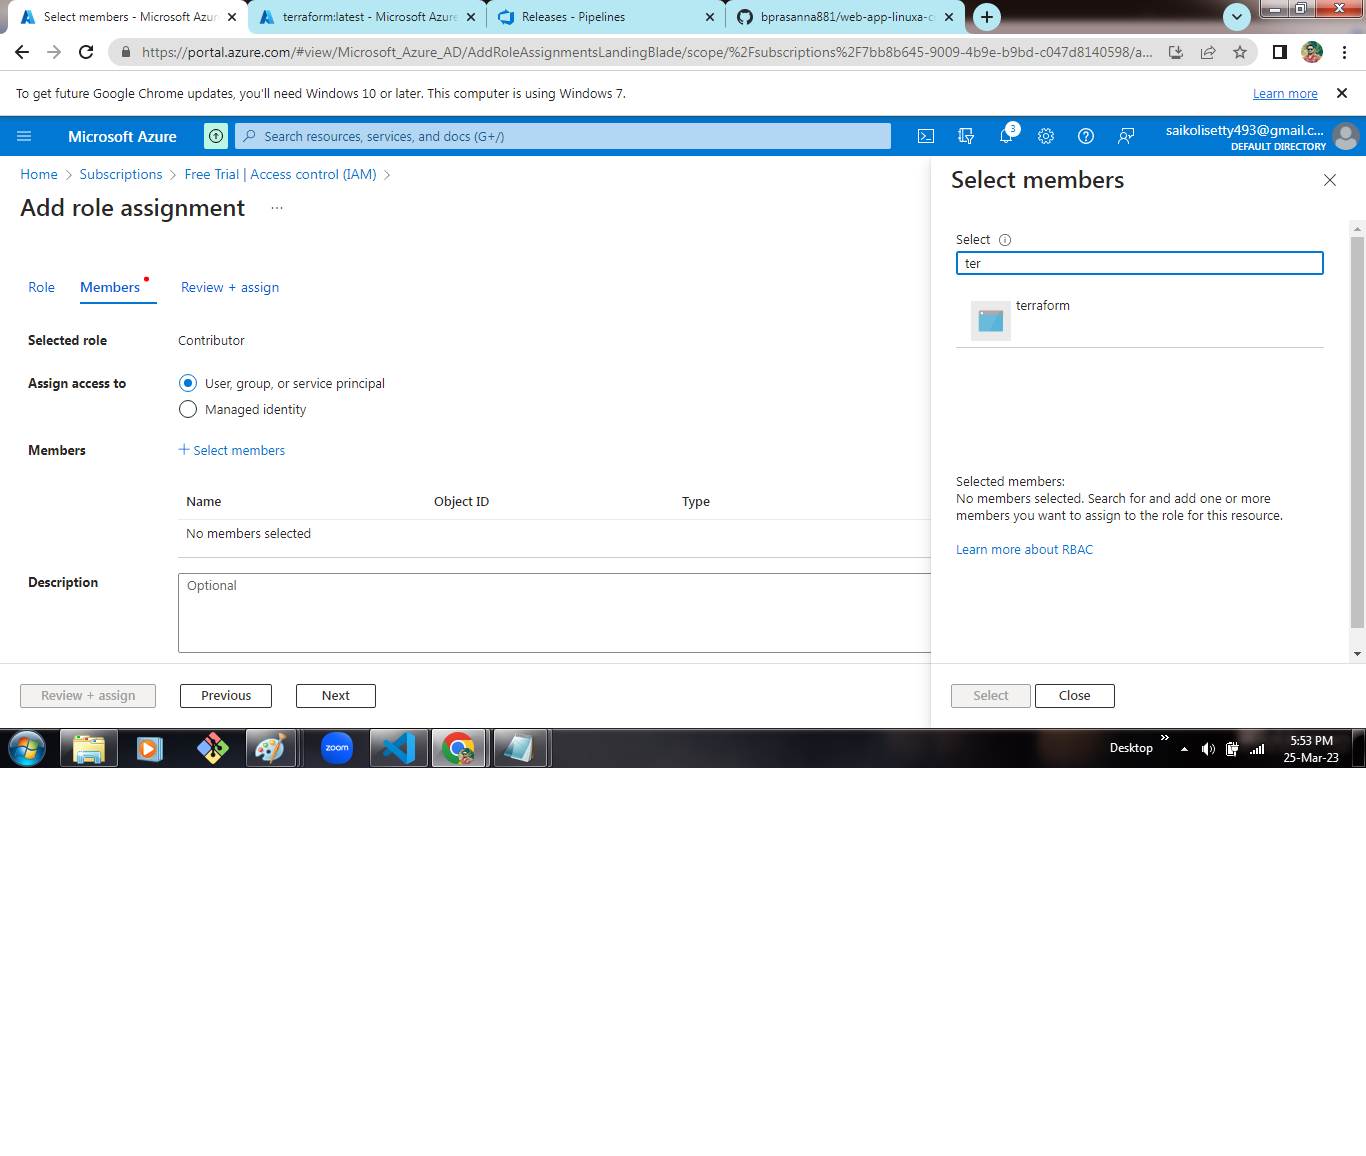 Select members - Microsoft Azur
terraform:latest - Microsoft Azure
Releases - Pipelines
bprasanna881/web-app-linuxa-c
https://portal.azure.com/#view/Microsoft_Azure_AD/AddRoleAssignmentsLandingBlade/scope/%2Fsubscriptions%2F7bb8b645-9009-4b9e-b9bd-c047d8140598/a...
To get future Google Chrome updates, you'll need Windows 10 or later. This computer is using Windows 7.
Learn more
Microsoft Azure
Search resources, services, and docs (G+/)
3
saikolisetty493@gmail.c...
DEFAULT DIRECTORY
Home > Subscriptions > Free Trial | Access control (IAM) >
Add role assignment ...
Role
Members
Review + assign
Selected role
Contributor
Assign access to
User, group, or service principal
Managed identity
Members
+ Select members
Name
Object ID
Type
No members selected
Description
Optional
Review + assign
Previous
Next
Select members
Select
ter
terraform
Selected members:
No members selected. Search for and add one or more
members you want to assign to the role for this resource.
Learn more about RBAC
Select
Close
zoom
Desktop
5:53 PM
25-Mar-23